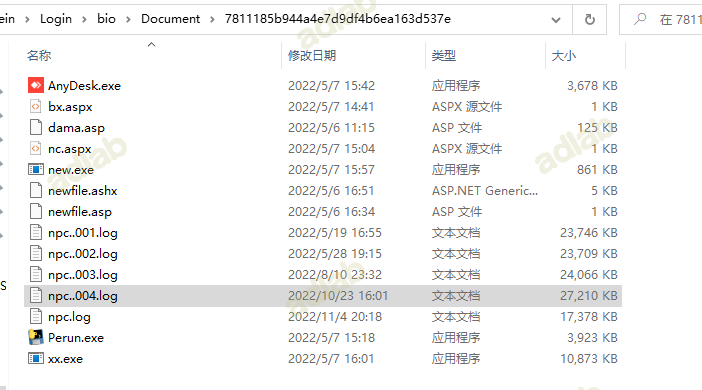 ein > Login > bio > Document > 7811185b944a4e7d9df4b6ea163d537e 在 7811
名称 修改日期 类型 大小
AnyDesk.exe 2022/5/7 15:42 应用程序 3,678 KB
bx.aspx 2022/5/7 14:41 ASPX 源文件 1 KB
dama.asp 2022/5/6 11:15 ASP 文件 125 KB
nc.aspx 2022/5/7 15:04 ASPX 源文件 1 KB
new.exe 2022/5/7 15:57 应用程序 861 KB
newfile.ashx 2022/5/6 16:51 ASP.NET Generic... 5 KB
newfile.asp 2022/5/6 16:34 ASP 文件 1 KB
npc..001.log 2022/5/19 16:55 文本文档 23,746 KB
npc..002.log 2022/5/28 19:15 文本文档 23,709 KB
npc..003.log 2022/8/10 23:32 文本文档 24,066 KB
npc..004.log 2022/10/23 16:01 文本文档 27,210 KB
npc.log 2022/11/4 20:18 文本文档 17,378 KB
Perun.exe 2022/5/7 15:18 应用程序 3,923 KB
xx.exe 2022/5/7 16:01 应用程序 10,873 KB
S
adlab
adlab
adlab
adlab
adlab